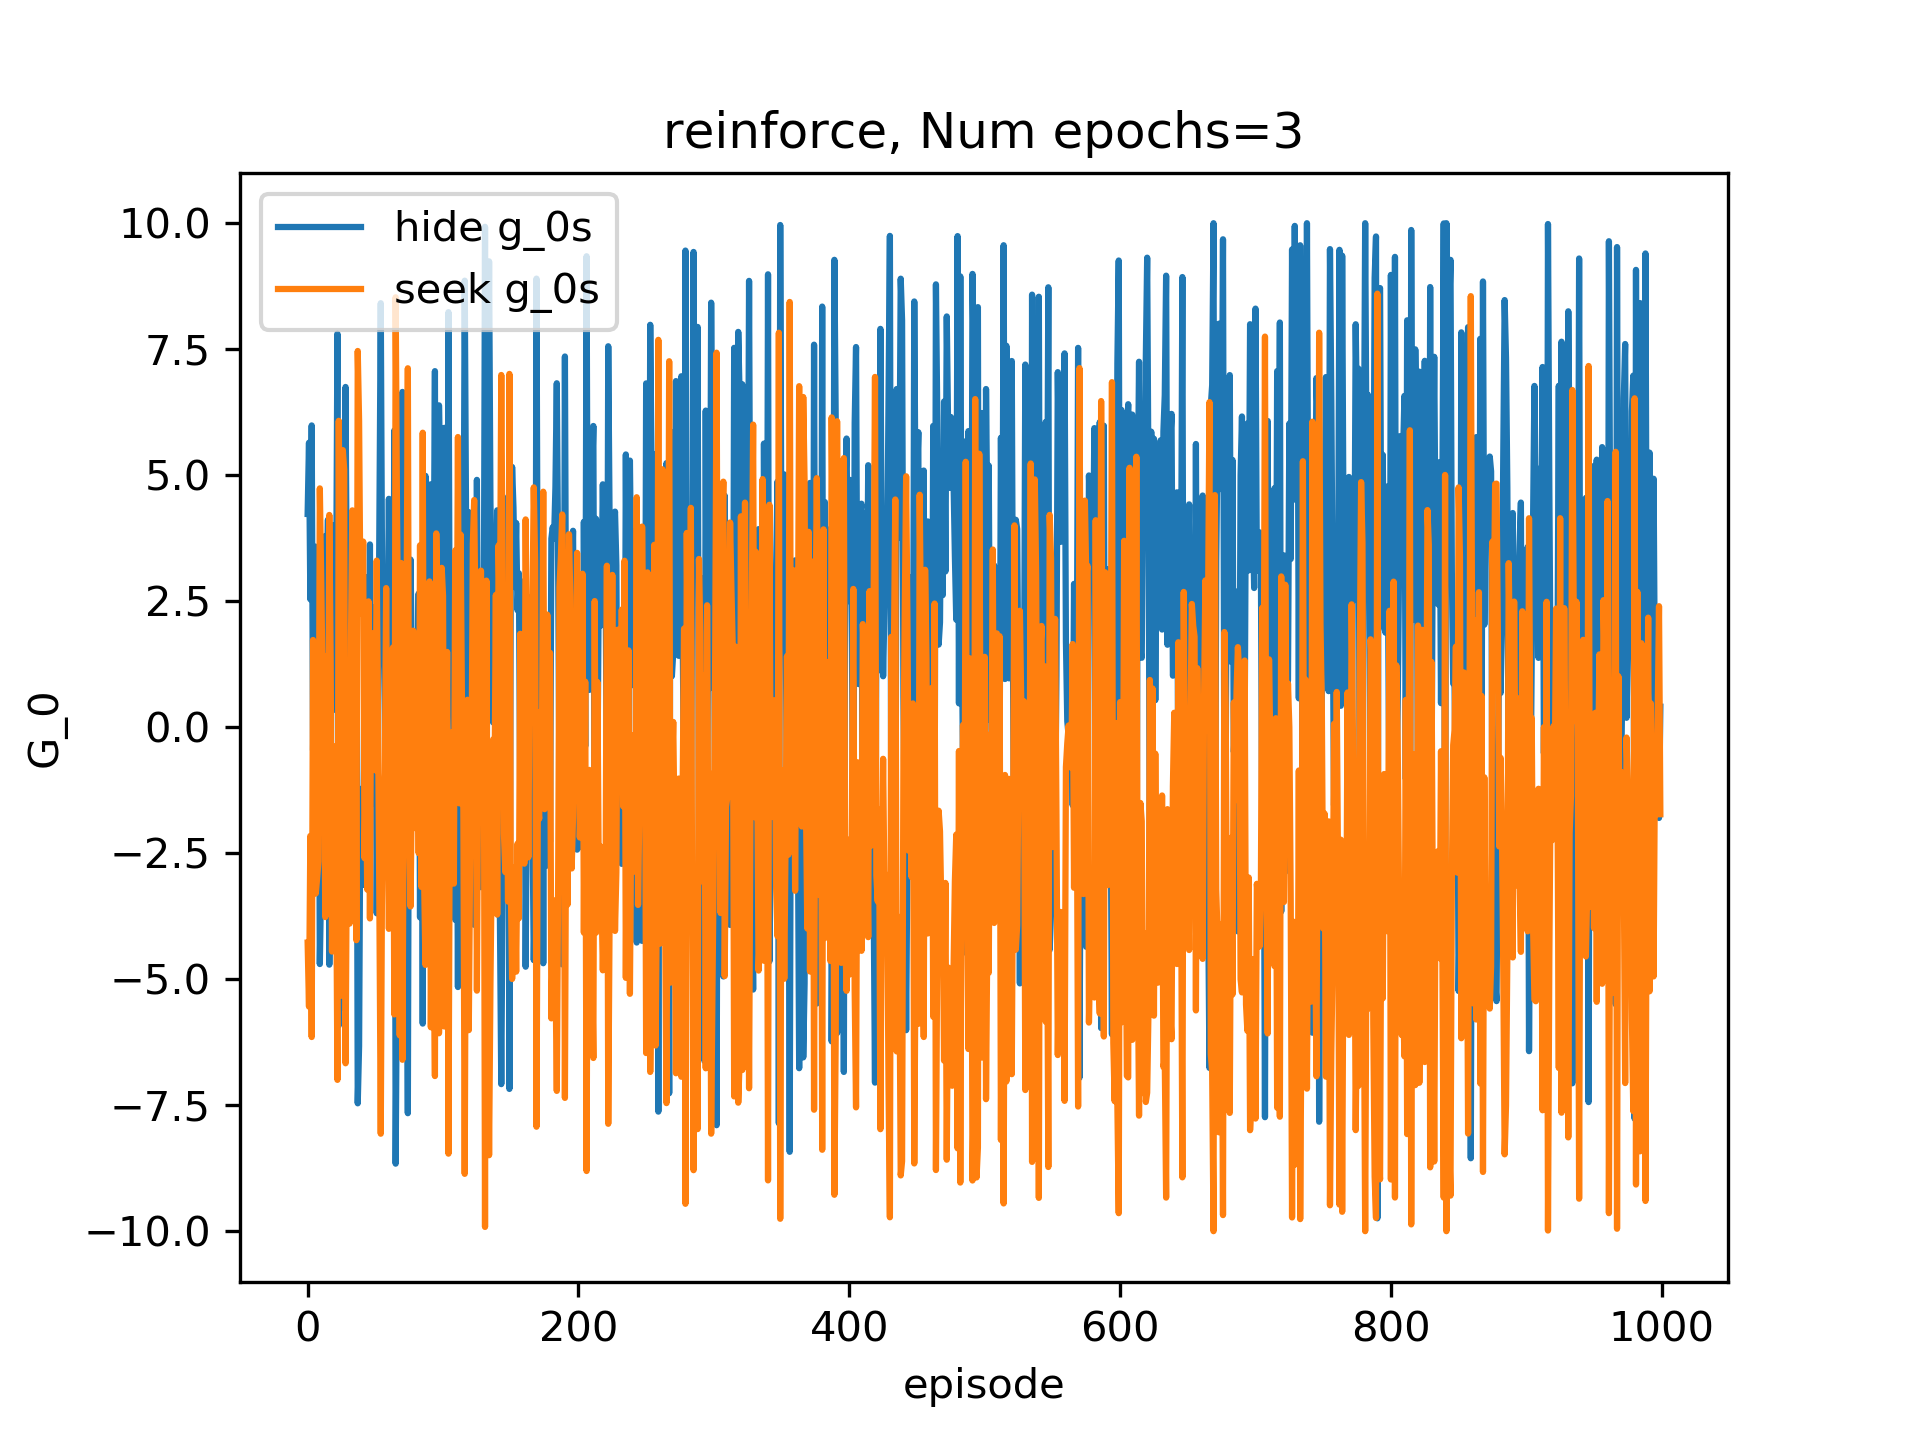 reinforce, Num epochs=3
hide g_0s
seek g_0s
G_0
10.0
7.5
5.0
2.5
0.0
−2.5
−5.0
−7.5
−10.0
0 200 400 600 800 1000
episode